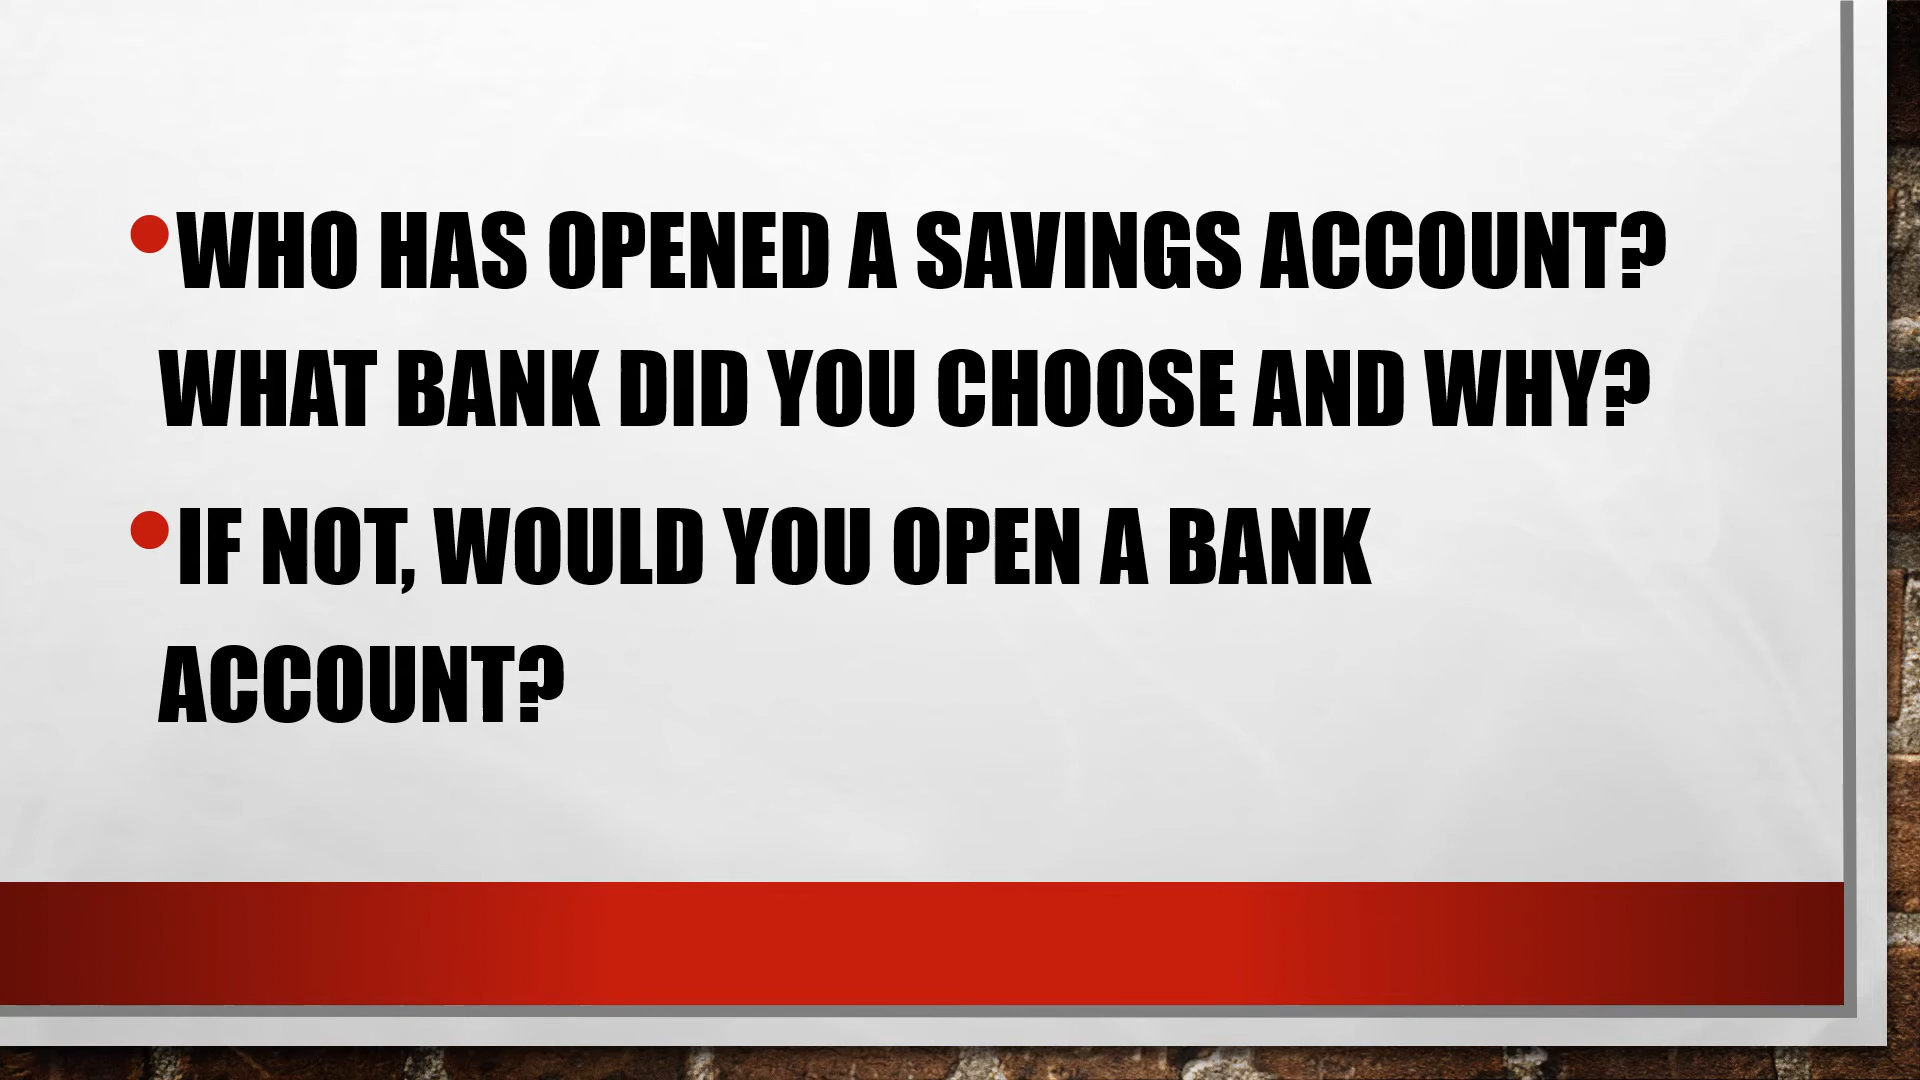 •WHO HAS OPENED A SAVINGS ACCOUNT?
WHAT BANK DID YOU CHOOSE AND WHY?
•IF NOT, WOULD YOU OPEN A BANK
ACCOUNT?